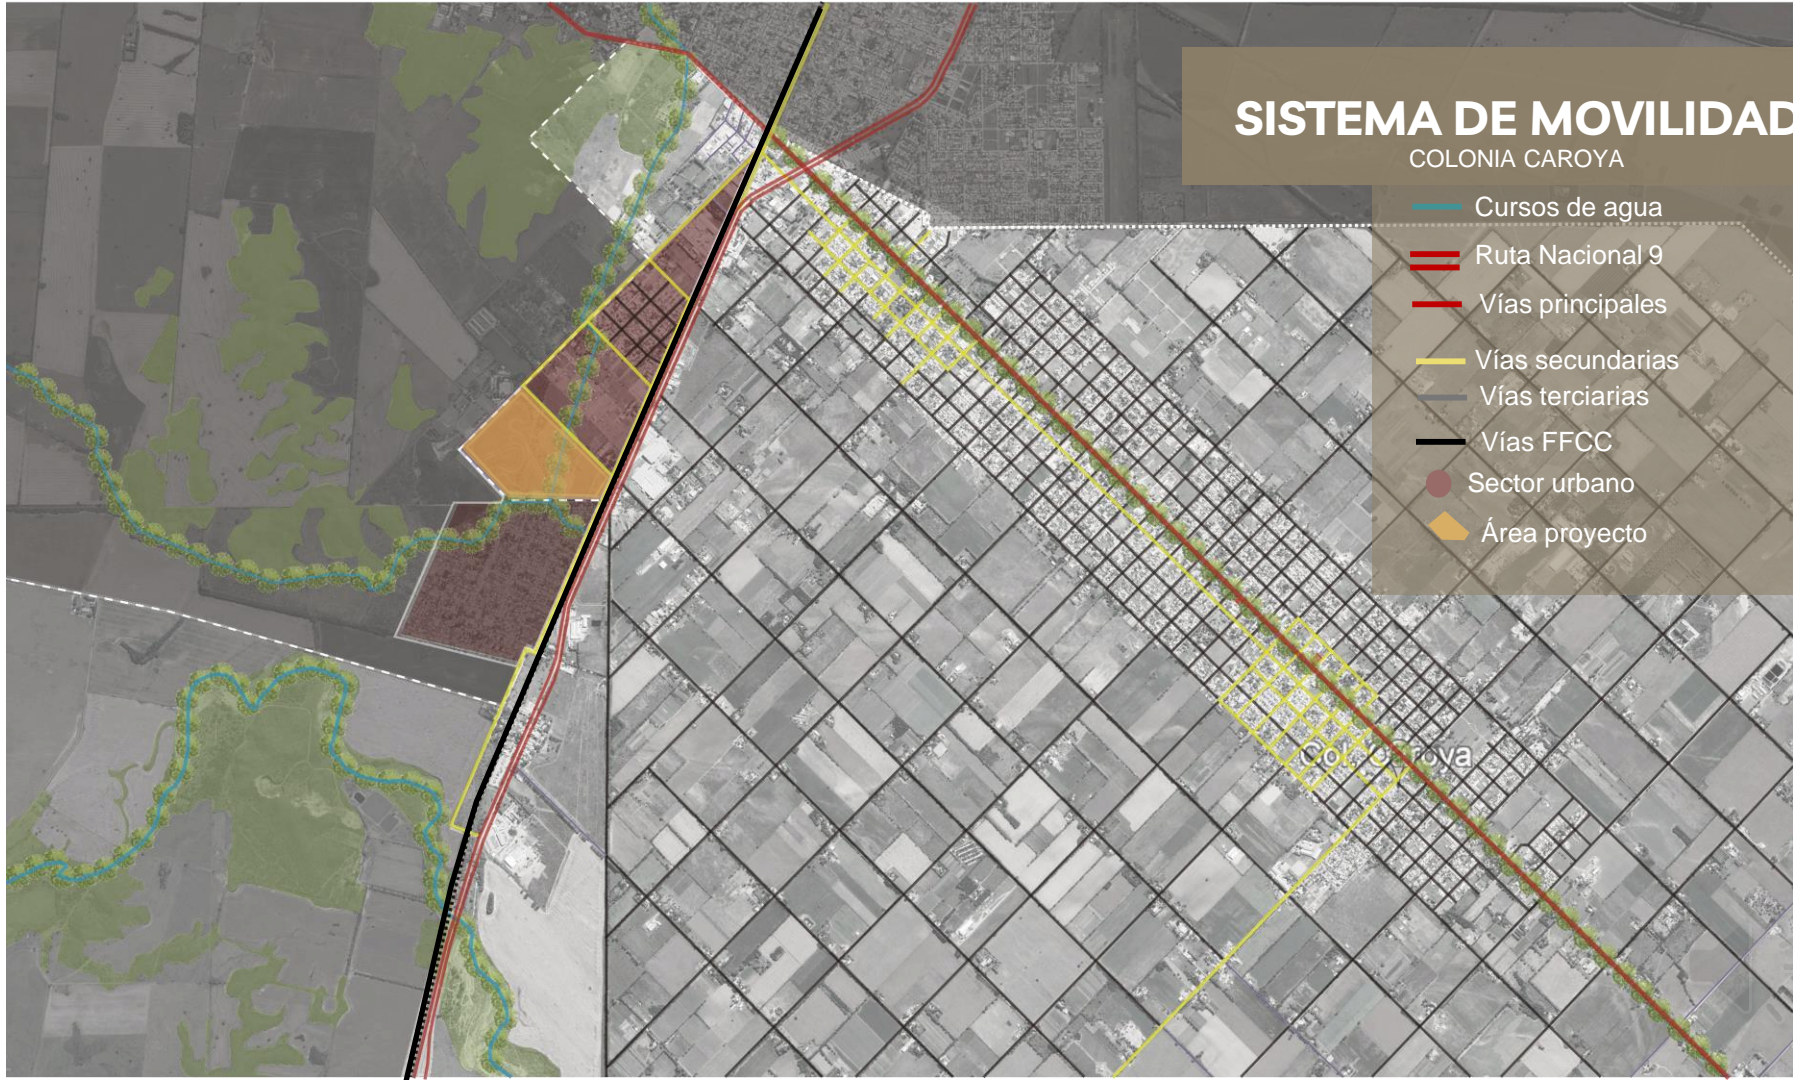 SISTEMA DE MOVILIDAD
COLONIA CAROYA
Cursos de agua
Ruta Nacional 9
Vías principales
Vías secundarias
Vías terciarias
Vías FFCC
Sector urbano
Área proyecto